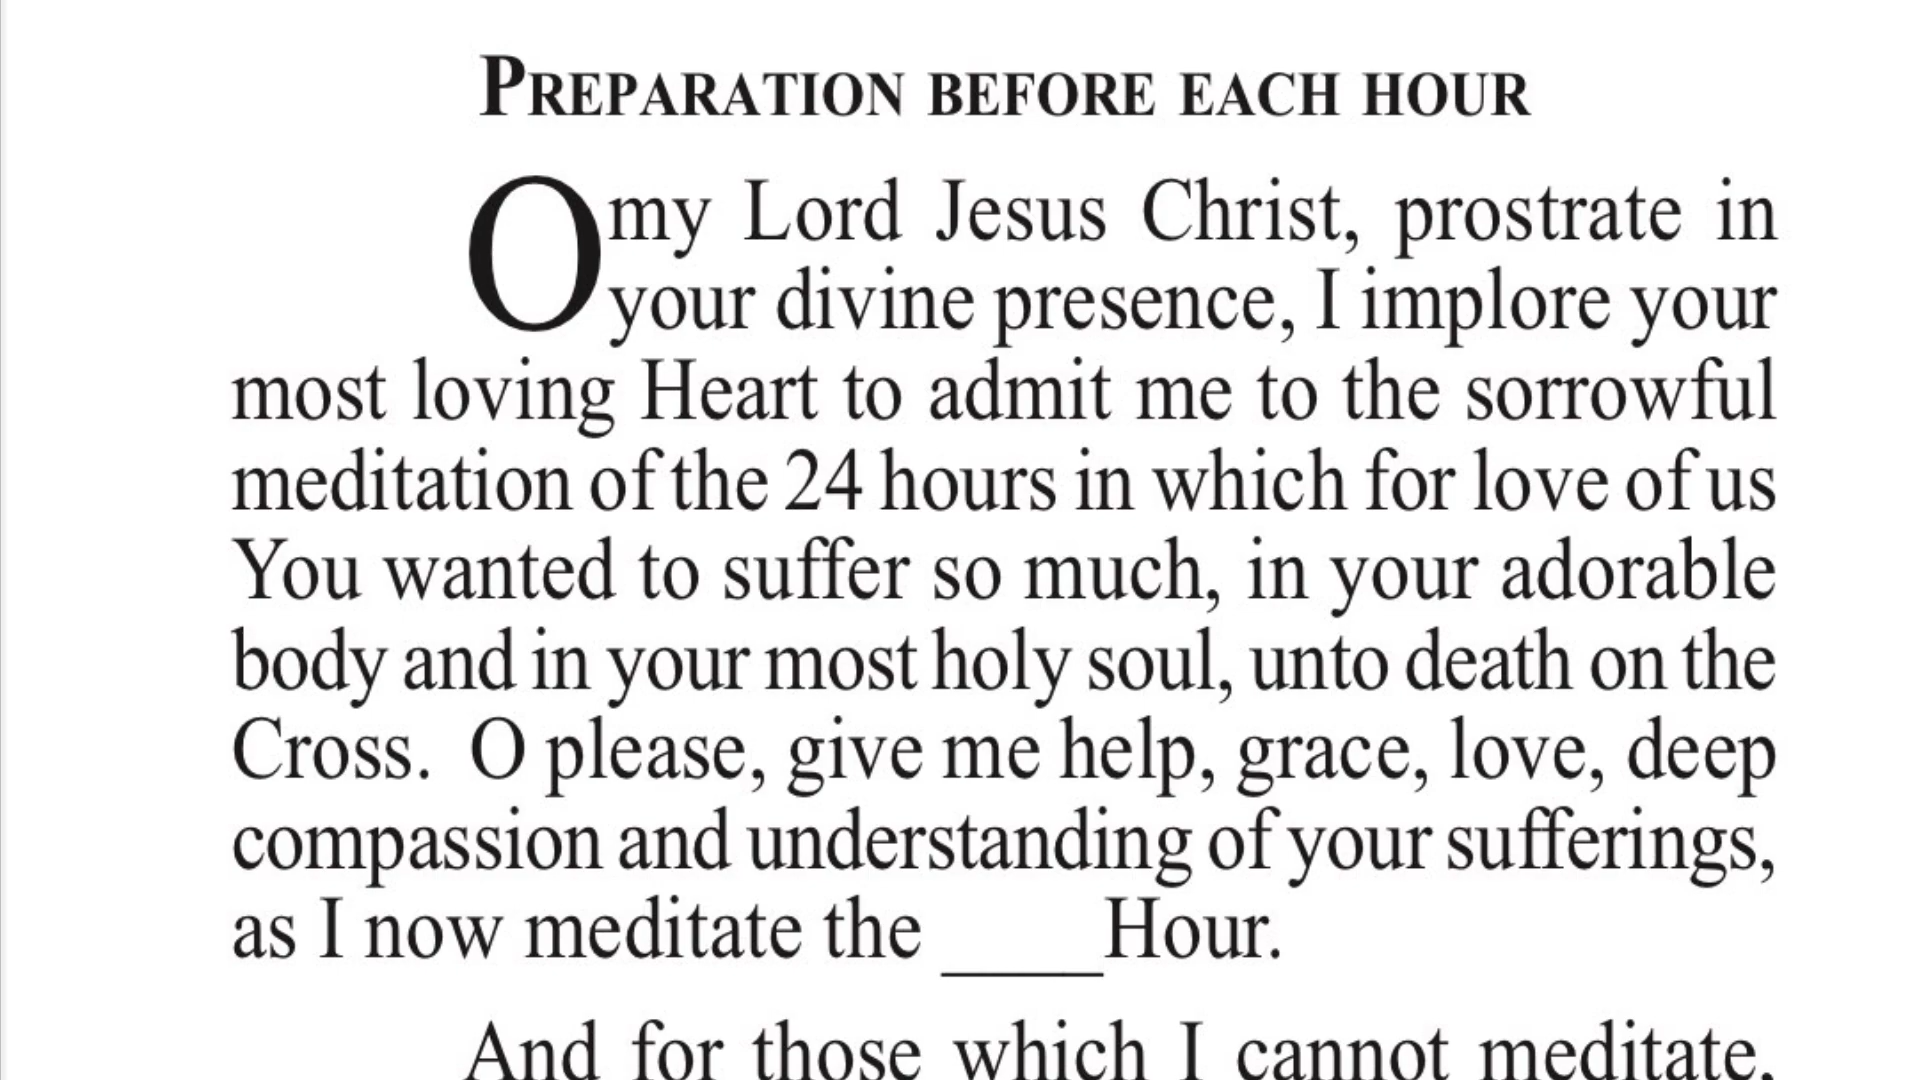 PREPARATION BEFORE EACH HOUR
O my Lord Jesus Christ, prostrate in
your divine presence, I implore your
most loving Heart to admit me to the sorrowful
meditation of the 24 hours in which for love of us
You wanted to suffer so much, in your adorable
body and in your most holy soul, unto death on the
Cross.  O please, give me help, grace, love, deep
compassion and understanding of your sufferings,
as I now meditate the ____Hour.
And for those which I cannot meditate,